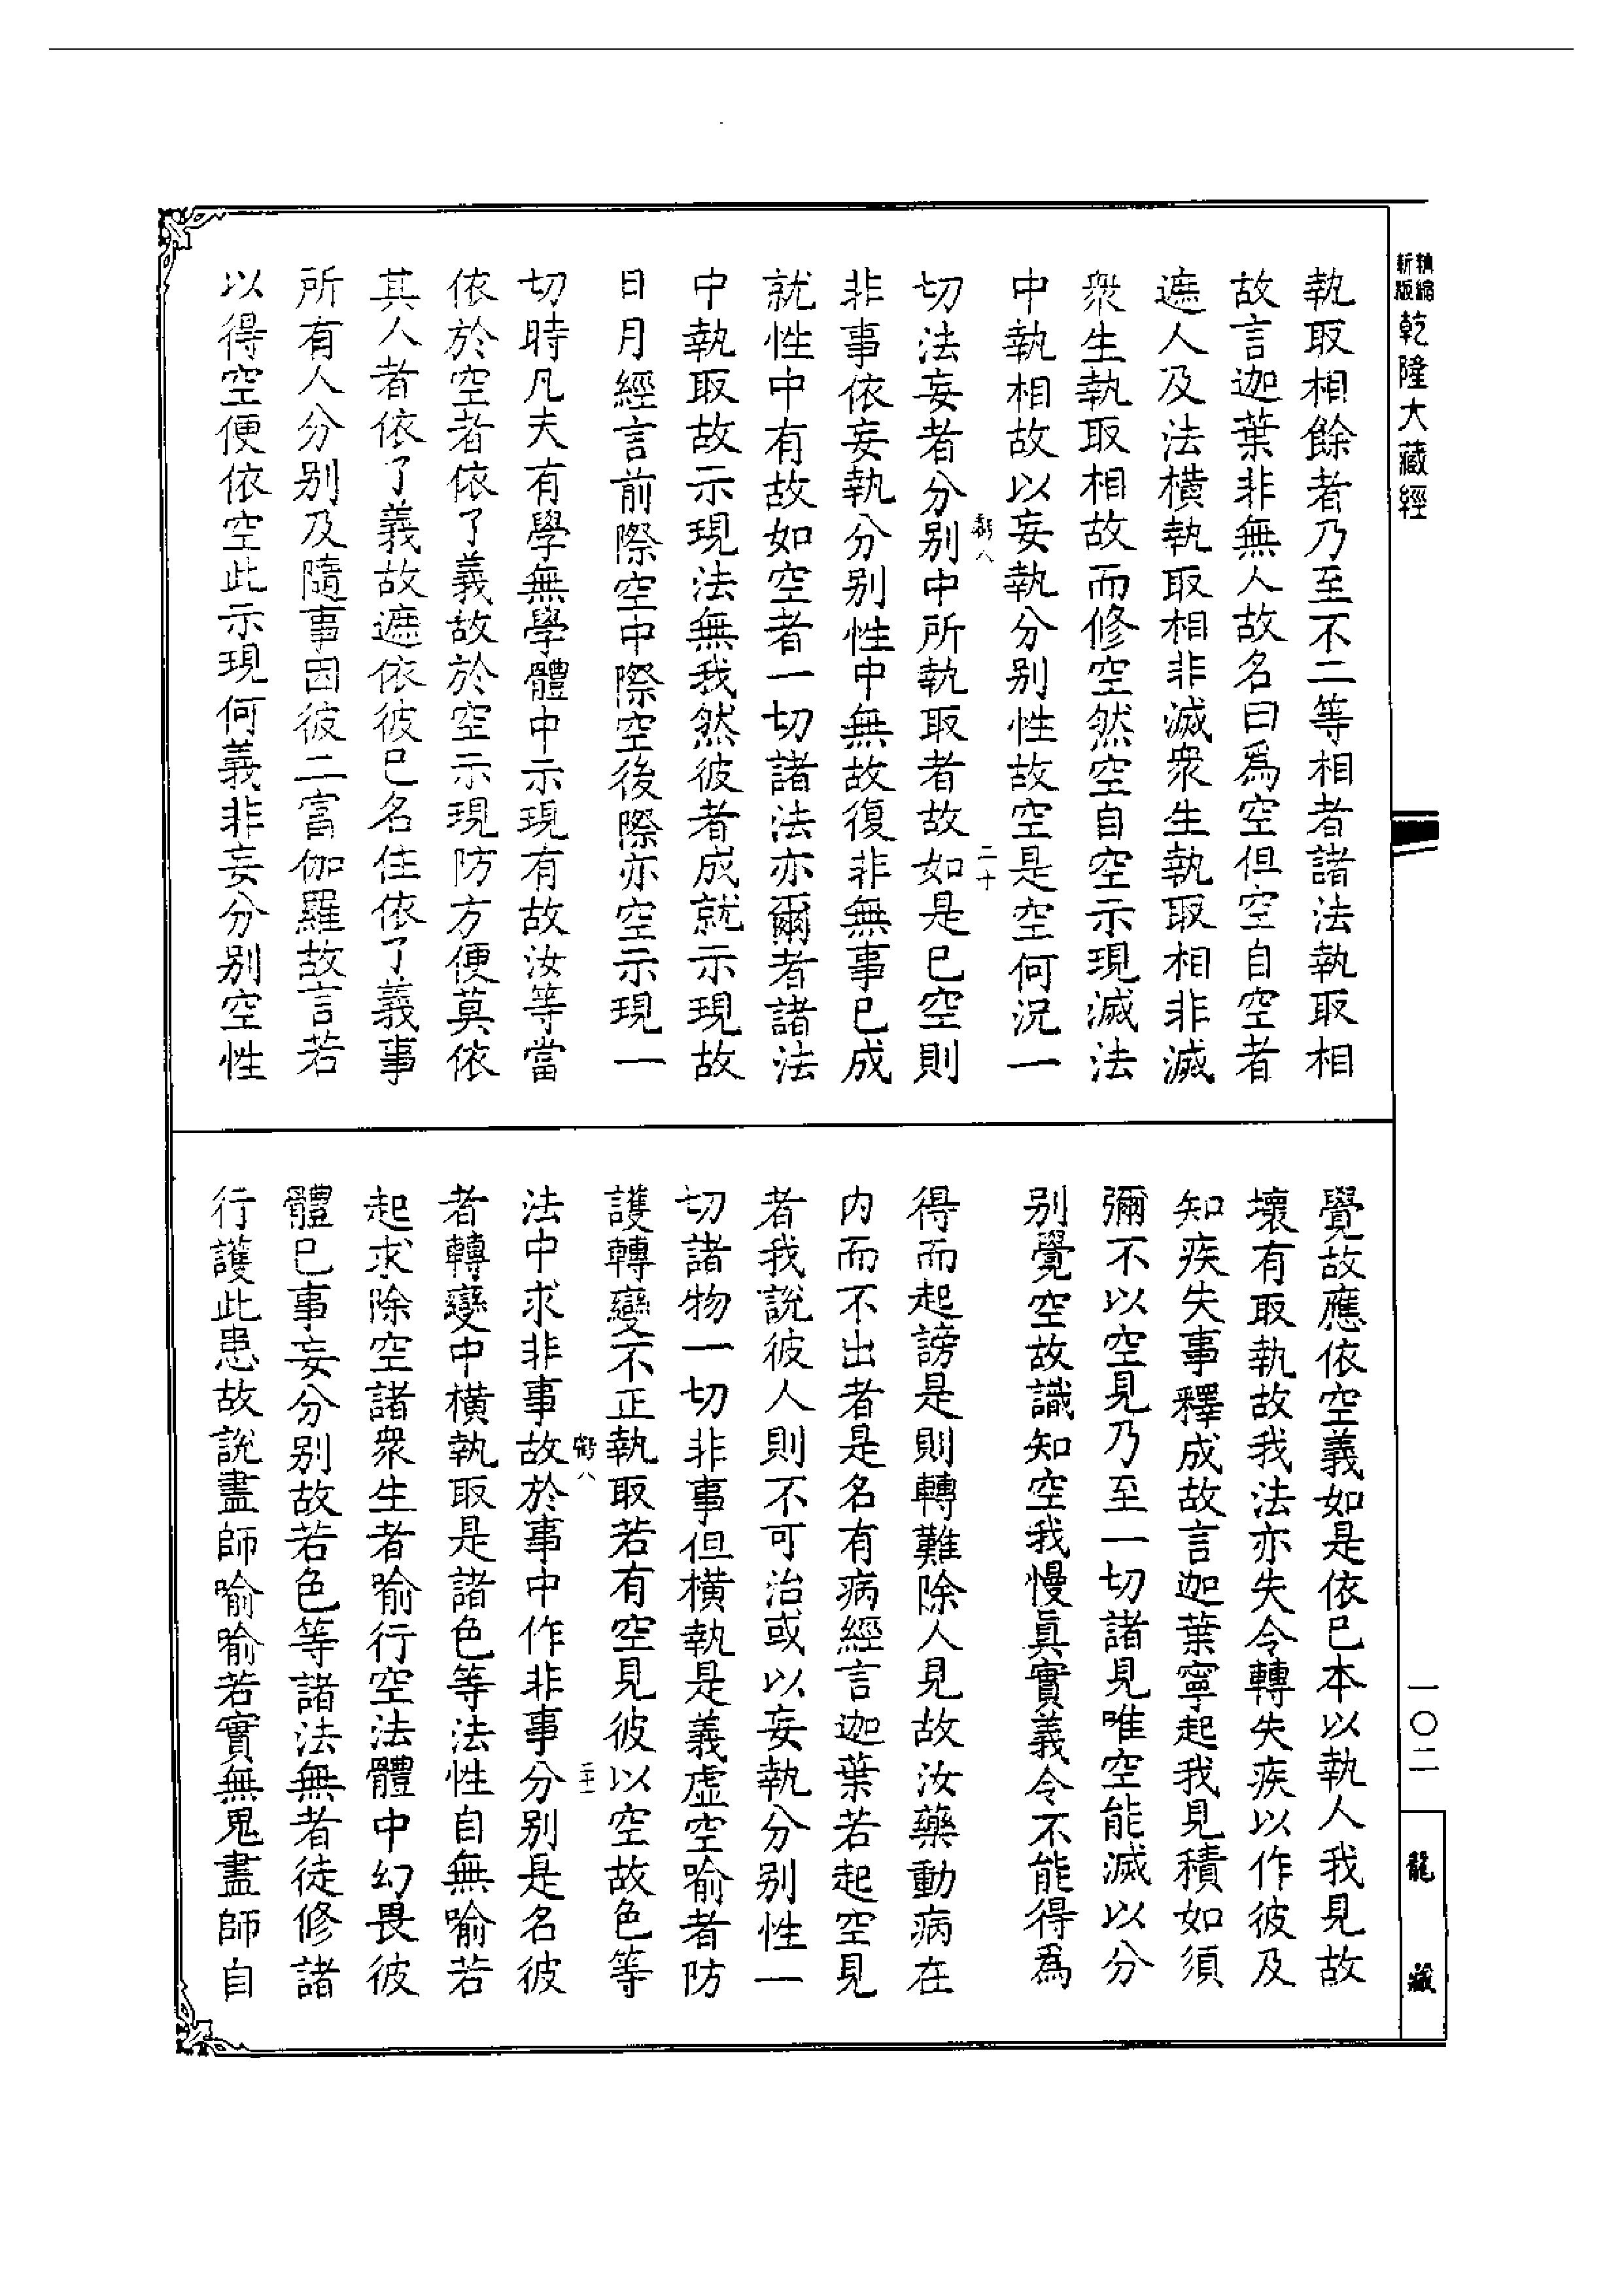 精縮新版乾隆大藏經
執取相餘者乃至不二等相者諸法執取相
故言迦葉非無人故名曰爲空但空自空者
遮人及法橫執取相非滅衆生執取相非滅
衆生執取相故而修空然空自空示現滅法
中執相故以妄執分别性故空是空何況一
二十
切法妄者分别中所執取者故如是已空則
非事依妄執分别性中無故復非無事已成
就性中有故如空者一切諸法亦爾者諸法
中執取故示現法無我然彼者成就示現故
日月經言前際空中際空後際亦空示現一
切時凡夫有學無學體中示現有故汝等當
依於空者依了義故於空示現防方便莫依
其人者依了義故遮依彼已名住依了義事
所有人分别及隨事因彼二富伽羅故言若
以得空便依空此示現何義非妄分别空性
覺故應依空義如是依已本以執人我見故
壞有取執故我法亦失令轉失疾以作彼及
知疾失事釋成故言迦葉寧起我見積如須
彌不以空見乃至一切諸見唯空能滅以分
别覺空故識知空我慢眞實義令不能得爲
得而起謗是則轉難除人見故汝藥動病在
内而不出者是名有病經言迦葉若起空見
者我說彼人則不可治或以妄執分别性一
切諸物一切非事但橫執是義虚空喻者防
護轉變不正執取若有空見彼以空故色等
虧八
二十一
法中求非事故於事中作非事分别是名彼
者轉變中橫執取是諸色等法性自無喻若
起求除空諸衆生者喻行空法體中幻畏彼
體已事妄分别故若色等諸法無者徒修諸
行護此患故說畫師喻喻若實無鬼畫師自
一〇二
龍藏